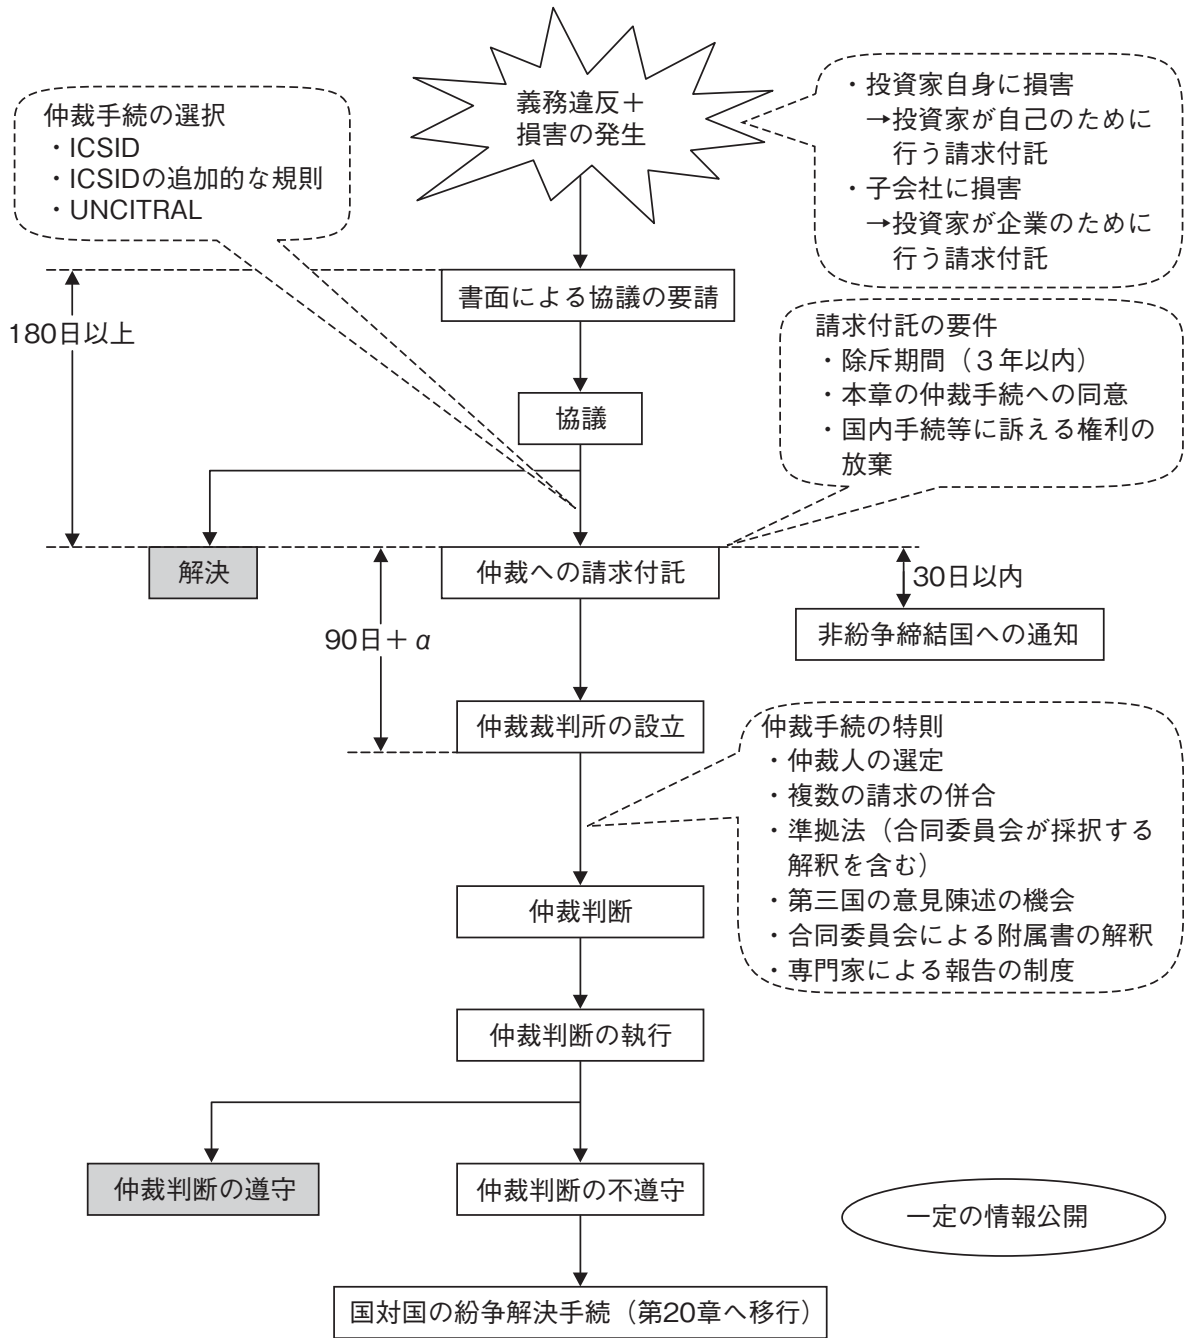 義務違反＋
損害の発生
仲裁手続の選択
・ICSID
・ICSIDの追加的な規則
・UNCITRAL
・投資家自身に損害
→投資家が自己のために
行う請求付託
・子会社に損害
→投資家が企業のために
行う請求付託
書面による協議の要請
180日以上
請求付託の要件
・除斥期間（３年以内）
・本章の仲裁手続への同意
・国内手続等に訴える権利の
放棄
協議
解決
仲裁への請求付託
30日以内
90日＋α
非紛争締結国への通知
仲裁裁判所の設立
仲裁手続の特則
・仲裁人の選定
・複数の請求の併合
・準拠法（合同委員会が採択する
解釈を含む）
・第三国の意見陳述の機会
・合同委員会による附属書の解釈
・専門家による報告の制度
仲裁判断
仲裁判断の執行
仲裁判断の遵守
仲裁判断の不遵守
一定の情報公開
国対国の紛争解決手続（第20章へ移行）